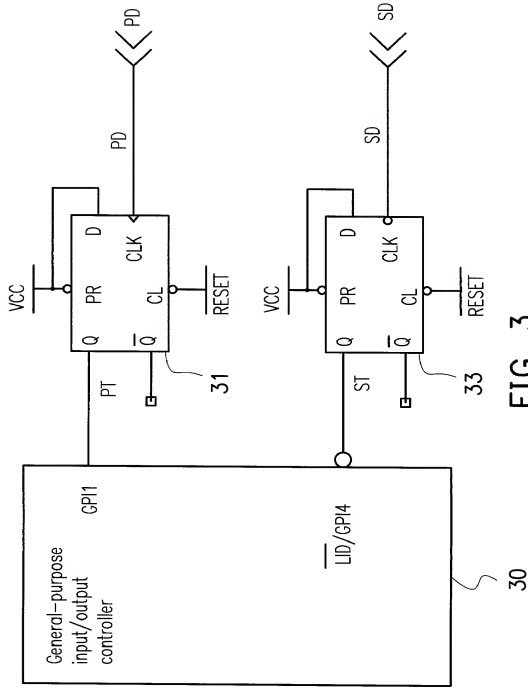 General-purpose
input/output
controller
GPI1
LID/GPI4
30
PT
VCC
Q
PR
D
Q
CL
CLK
RESET
31
PD
PD
ST
VCC
Q
PR
D
Q
CL
CLK
RESET
33
SD
SD
FIG. 3